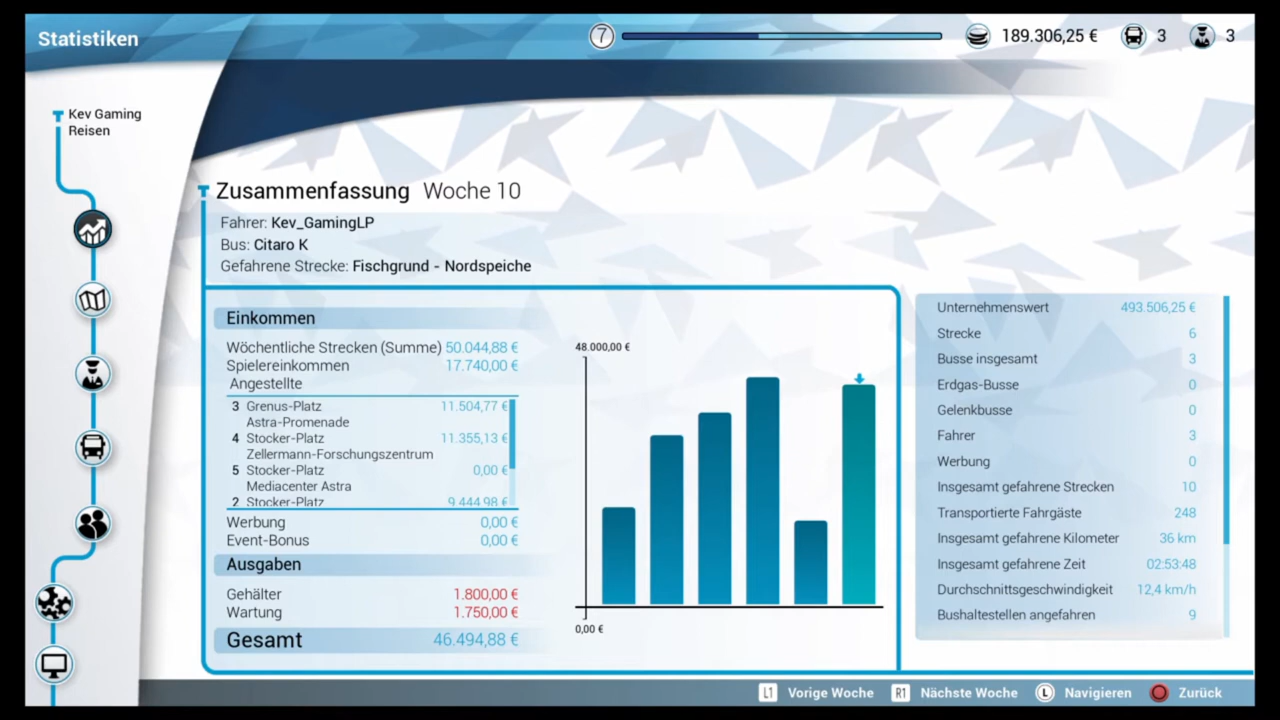 Statistiken
7
189.306,25 €
3
3
Kev Gaming
Reisen
Zusammenfassung Woche 10
Fahrer: Kev_GamingLP
Bus: Citaro K
Gefahrene Strecke: Fischgrund - Nordspeiche
Einkommen
Wöchentliche Strecken (Summe) 50.044,88 €
Spielereinkommen 17.740,00 €
Angestellte
3 Grenus-Platz 11.504,77 €
Astra-Promenade
4 Stocker-Platz 11.355,13 €
Zellermann-Forschungszentrum
5 Stocker-Platz 0,00 €
Mediacenter Astra
2 Stocker-Platz 9.444,98 €
Werbung 0,00 €
Event-Bonus 0,00 €
Ausgaben
Gehälter 1.800,00 €
Wartung 1.750,00 €
Gesamt 46.494,88 €
48.000,00 €
0,00 €
Unternehmenswert 493.506,25 €
Strecke 6
Busse insgesamt 3
Erdgas-Busse 0
Gelenkbusse 0
Fahrer 3
Werbung 0
Insgesamt gefahrene Strecken 10
Transportierte Fahrgäste 248
Insgesamt gefahrene Kilometer 36 km
Insgesamt gefahrene Zeit 02:53:48
Durchschnittsgeschwindigkeit 12,4 km/h
Bushaltestellen angefahren 9
L1 Vorige Woche R1 Nächste Woche L Navigieren Zurück